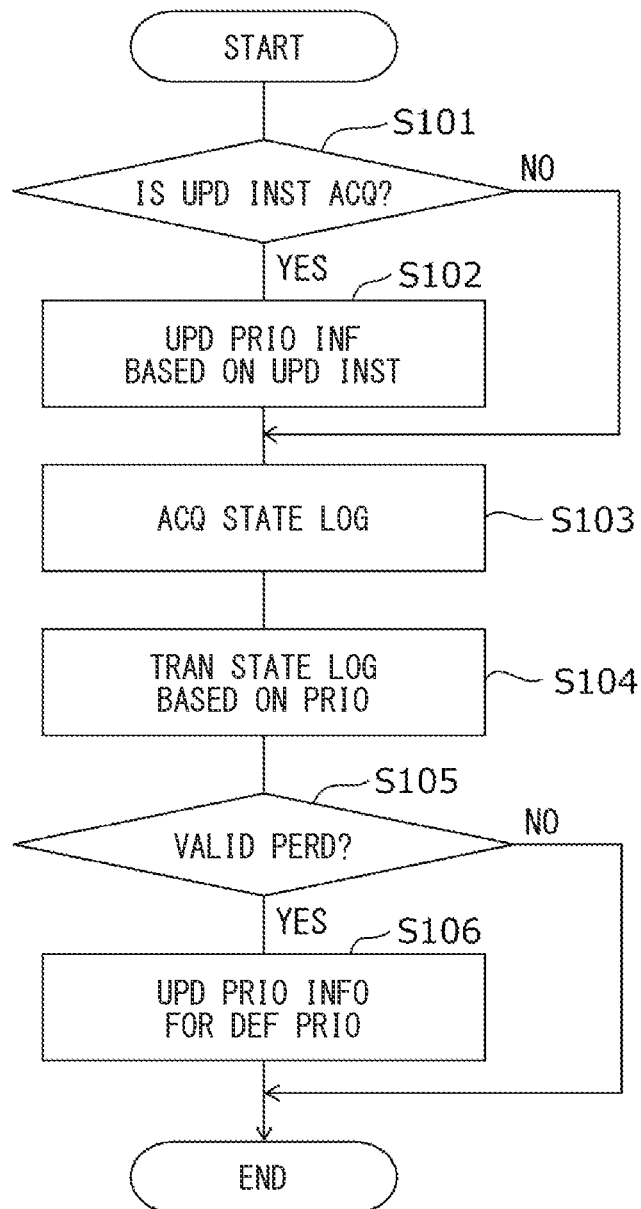 START
S101
IS UPD INST ACQ?
NO
YES
S102
UPD PRIO INF
BASED ON UPD INST
ACQ STATE LOG
S103
TRAN STATE LOG
BASED ON PRIO
S104
S105
VALID PERD?
NO
YES
S106
UPD PRIO INFO
FOR DEF PRIO
END